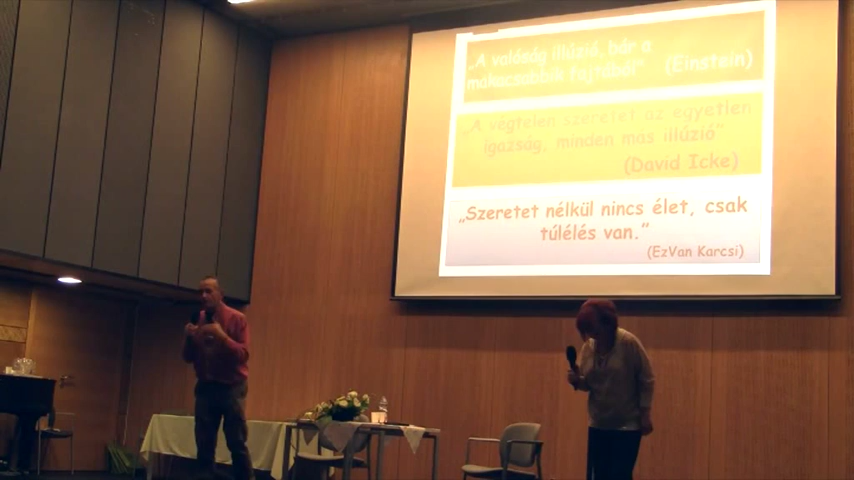 „A valóság illúzió, bár a
makacsabbik fajtából” (Einstein)
„A végtelen szeretet az egyetlen
igazság, minden más illúzió”
(David Icke)
„Szeretet nélkül nincs élet, csak
túlélés van.”
(EzVan Karcsi)